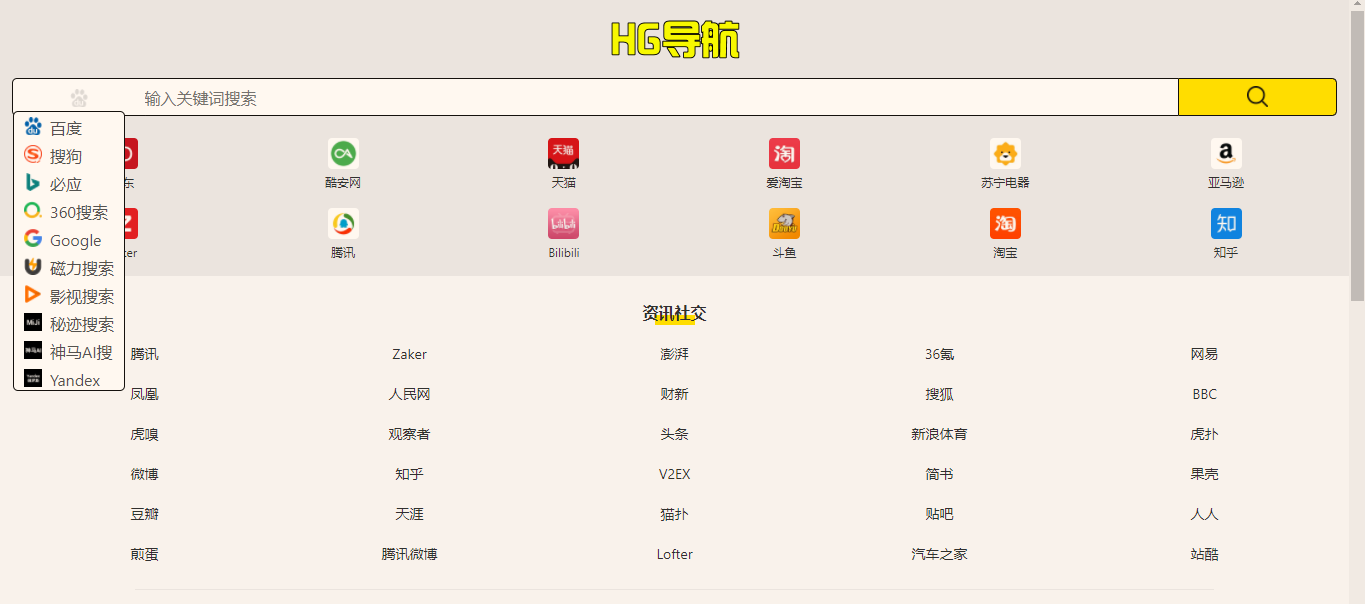 HG导航
输入关键词搜索
百度
搜狗
必应
360搜索
Google
磁力搜索
影视搜索
秘迹搜索
神马AI搜
Yandex
东 酷安网 天猫 爱淘宝 苏宁电器 亚马逊
ter 腾讯 Bilibili 斗鱼 淘宝 知乎
资讯社交
腾讯 Zaker 澎湃 36氪 网易
凤凰 人民网 财新 搜狐 BBC
虎嗅 观察者 头条 新浪体育 虎扑
微博 知乎 V2EX 简书 果壳
豆瓣 天涯 猫扑 贴吧 人人
煎蛋 腾讯微博 Lofter 汽车之家 站酷